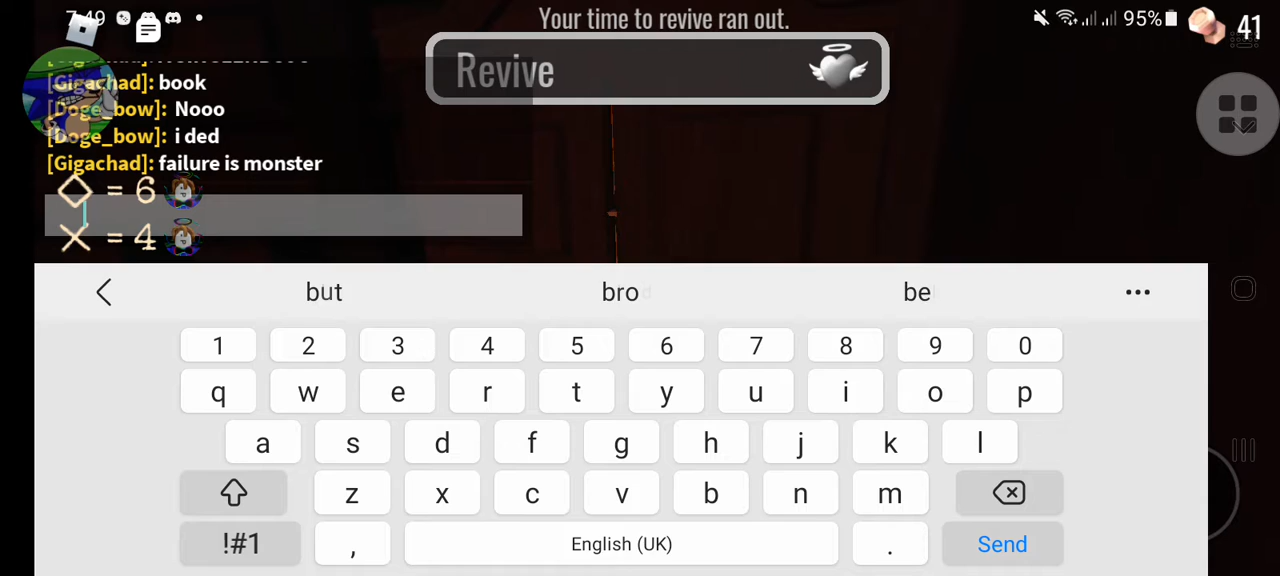 7:49
Your time to revive ran out.
95%
41
Revive
[Gigachad]: book
[Doge_bow]: Nooo
[Doge_bow]: i ded
[Gigachad]: failure is monster
◇ = 6
X = 4
but bro be
1 2 3 4 5 6 7 8 9 0
q w e r t y u i o p
a s d f g h j k l
z x c v b n m
!#1 , English (UK) . Send